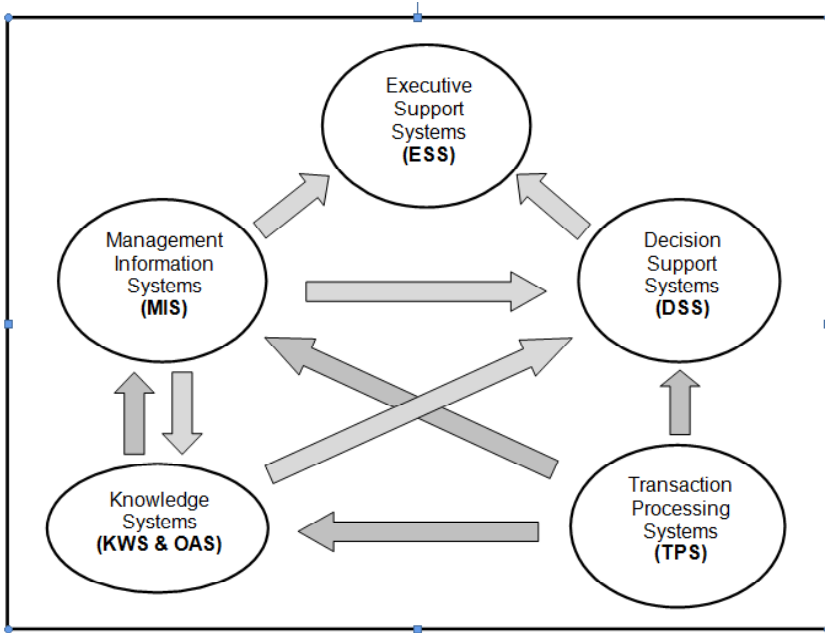 Executive
Support
Systems
(ESS)
Management
Information
Systems
(MIS)
Decision
Support
Systems
(DSS)
Knowledge
Systems
(KWS & OAS)
Transaction
Processing
Systems
(TPS)